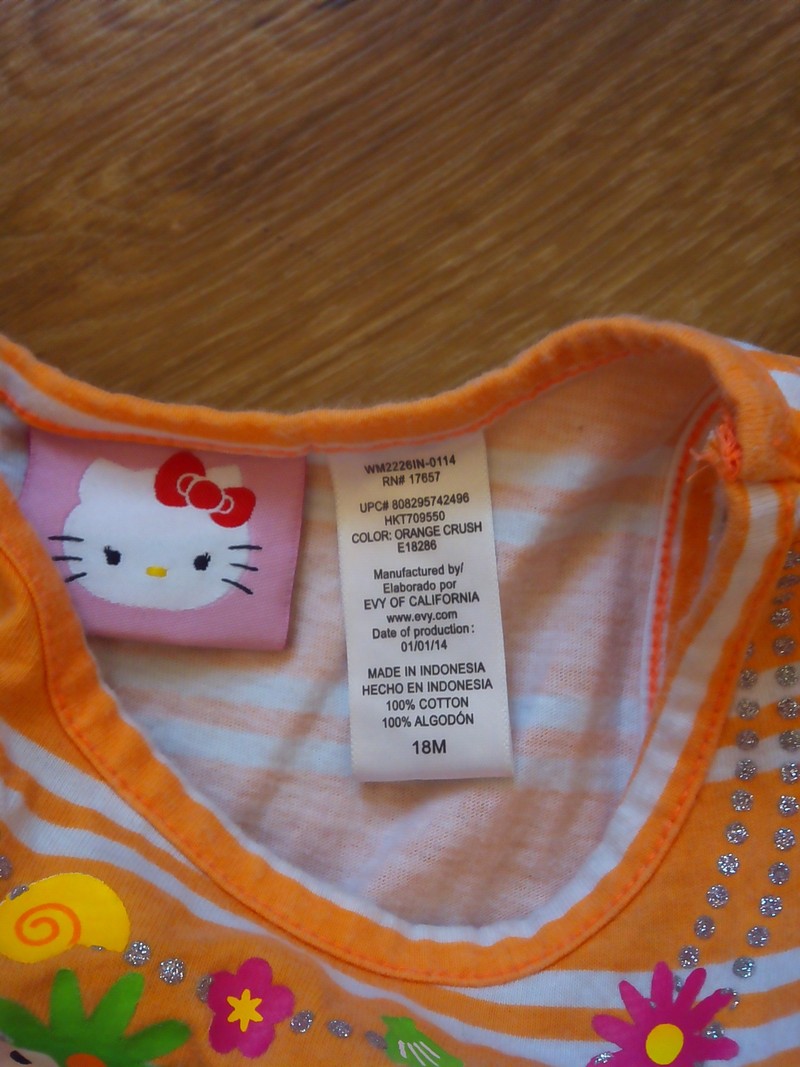 WM2226IN-0114
RN# 17657
UPC# 808295742496
HKT709550
COLOR: ORANGE CRUSH
E18286
Manufactured by/
Elaborado por
EVY OF CALIFORNIA
www.evy.com
Date of production :
01/01/14
MADE IN INDONESIA
HECHO EN INDONESIA
100% COTTON
100% ALGODÓN
18M